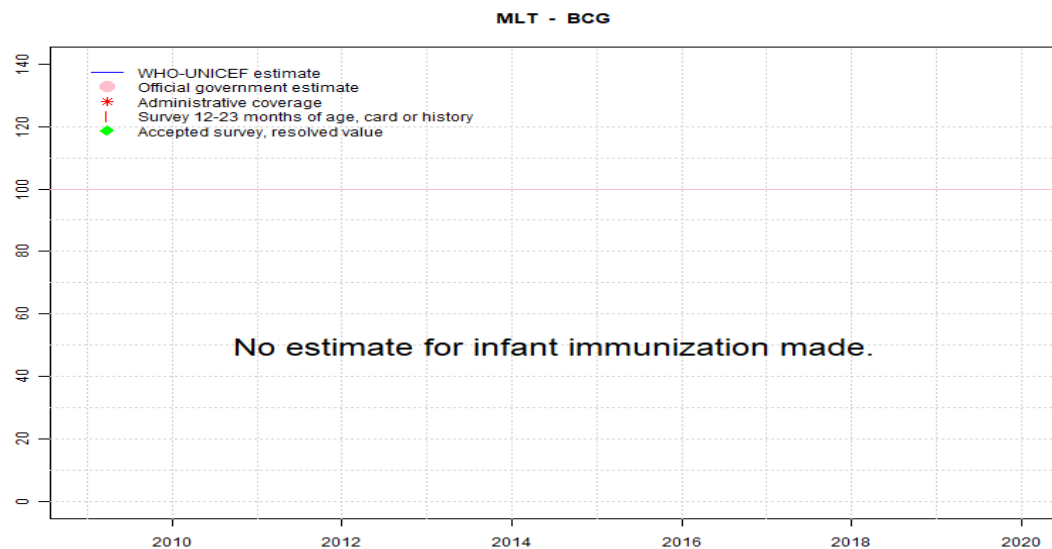 MLT - BCG
WHO-UNICEF estimate
Official government estimate
Administrative coverage
Survey 12-23 months of age, card or history
Accepted survey, resolved value
140
120
100
80
60
40
20
0
No estimate for infant immunization made.
2010 2012 2014 2016 2018 2020